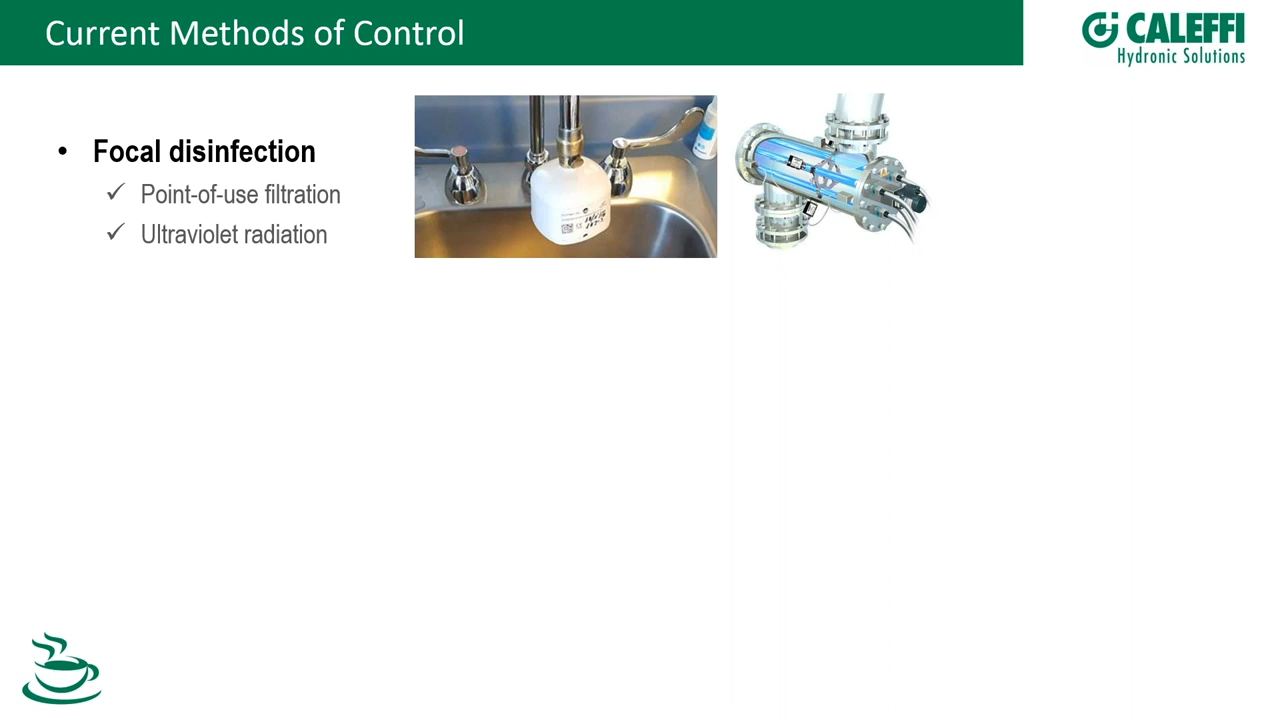 Current Methods of Control
CALEFFI
Hydronic Solutions
• Focal disinfection
✓ Point-of-use filtration
✓ Ultraviolet radiation